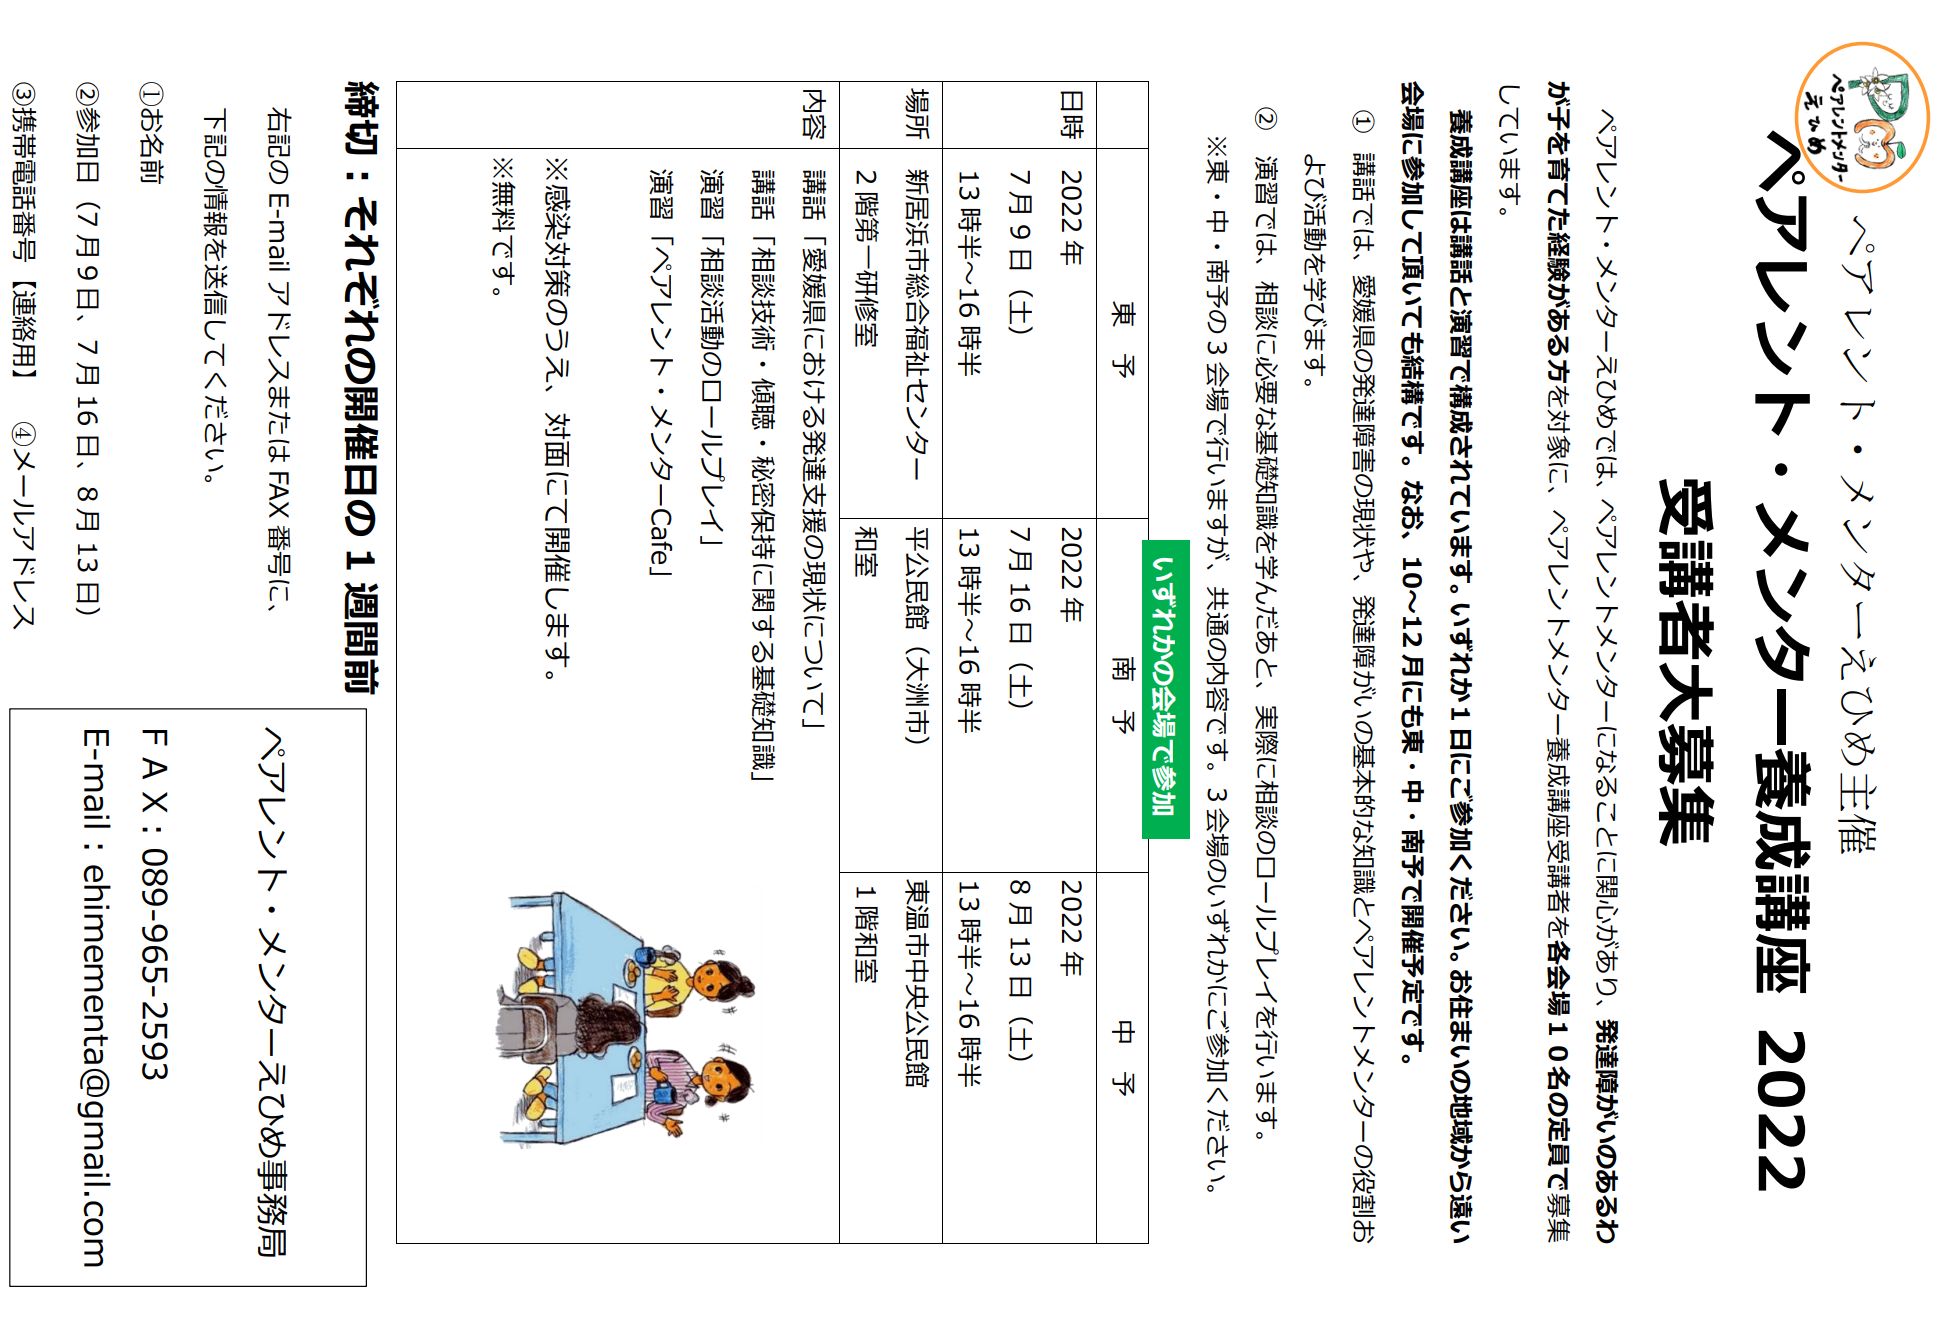 ペアレントメンター
えひめ
ペアレント・メンターえひめ主催
ペアレント・メンター養成講座 2022
受講者大募集
ペアレント・メンターえひめでは、ペアレントメンターになることに関心があり、発達障がいのあるわ
が子を育てた経験がある方を対象に、ペアレントメンター養成講座受講者を各会場１０名の定員で募集
しています。
養成講座は講話と演習で構成されています。いずれか１日にご参加ください。お住まいの地域から遠い
会場に参加して頂いても結構です。なお、10～12月にも東・中・南予で開催予定です。
① 講話では、愛媛県の発達障害の現状や、発達障がいの基本的な知識とペアレントメンターの役割お
よび活動を学びます。
② 演習では、相談に必要な基礎知識を学んだあと、実際に相談のロールプレイを行います。
※東・中・南予の3会場で行いますが、共通の内容です。3会場のいずれかにご参加ください。
いずれかの会場で参加
東　予　南　予　中　予
日時　2022年　2022年　2022年
7月9日（土）　7月16日（土）　8月13日（土）
13時半～16時半　13時半～16時半　13時半～16時半
場所　新居浜市総合福祉センター　平公民館（大洲市）　東温市中央公民館
2階第一研修室　和室　1階和室
内容　講話「愛媛県における発達支援の現状について」
講話「相談技術・傾聴・秘密保持に関する基礎知識」
演習「相談活動のロールプレイ」
演習「ペアレント・メンターCafe」
※感染対策のうえ、対面にて開催します。
※無料です。
締切：それぞれの開催日の1週間前
右記のE-mailアドレスまたはFAX番号に、
下記の情報を送信してください。
①お名前
②参加日（7月9日、7月16日、8月13日）
③携帯電話番号【連絡用】　④メールアドレス
ペアレント・メンターえひめ事務局
ＦＡＸ：089-965-2593
E-mail：ehimementa@gmail.com